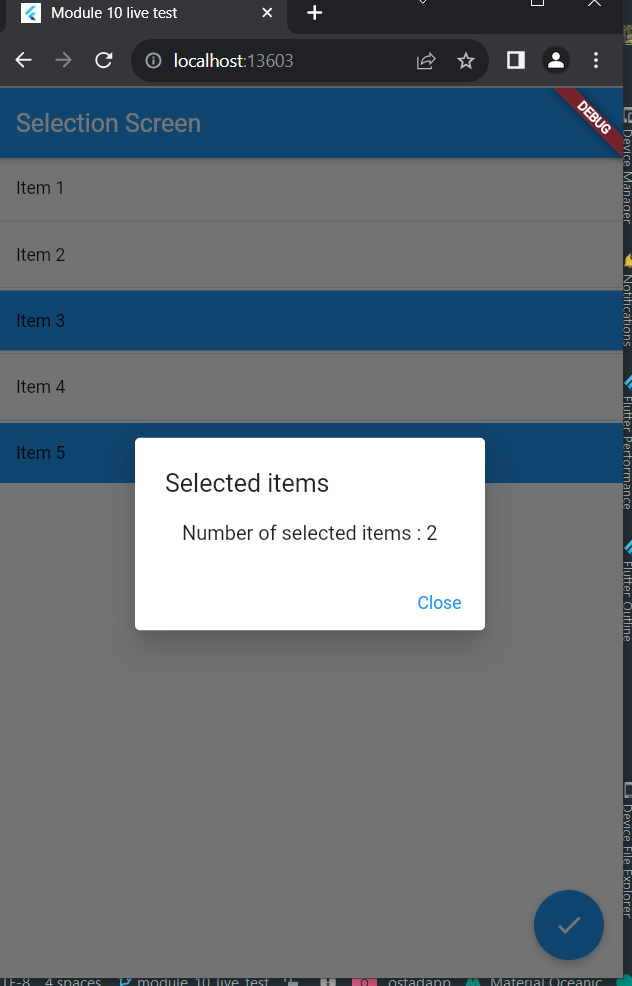 Module 10 live test
localhost:13603
Selection Screen
DEBUG
Item 1
Item 2
Item 3
Item 4
Item 5
Selected items
Number of selected items : 2
Close
Device Manager
Notifications
Flutter Performance
Flutter Outline
Device File Explorer
4 spaces
module_10_live_test
ostadapp
Material Oceanic